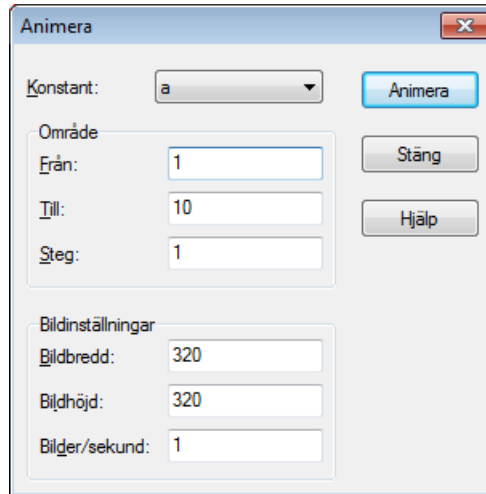 Animera
Konstant: a
Animera
Område
Från: 1
Stäng
Till: 10
Hjälp
Steg: 1
Bildinställningar
Bildbredd: 320
Bildhöjd: 320
Bilder/sekund: 1